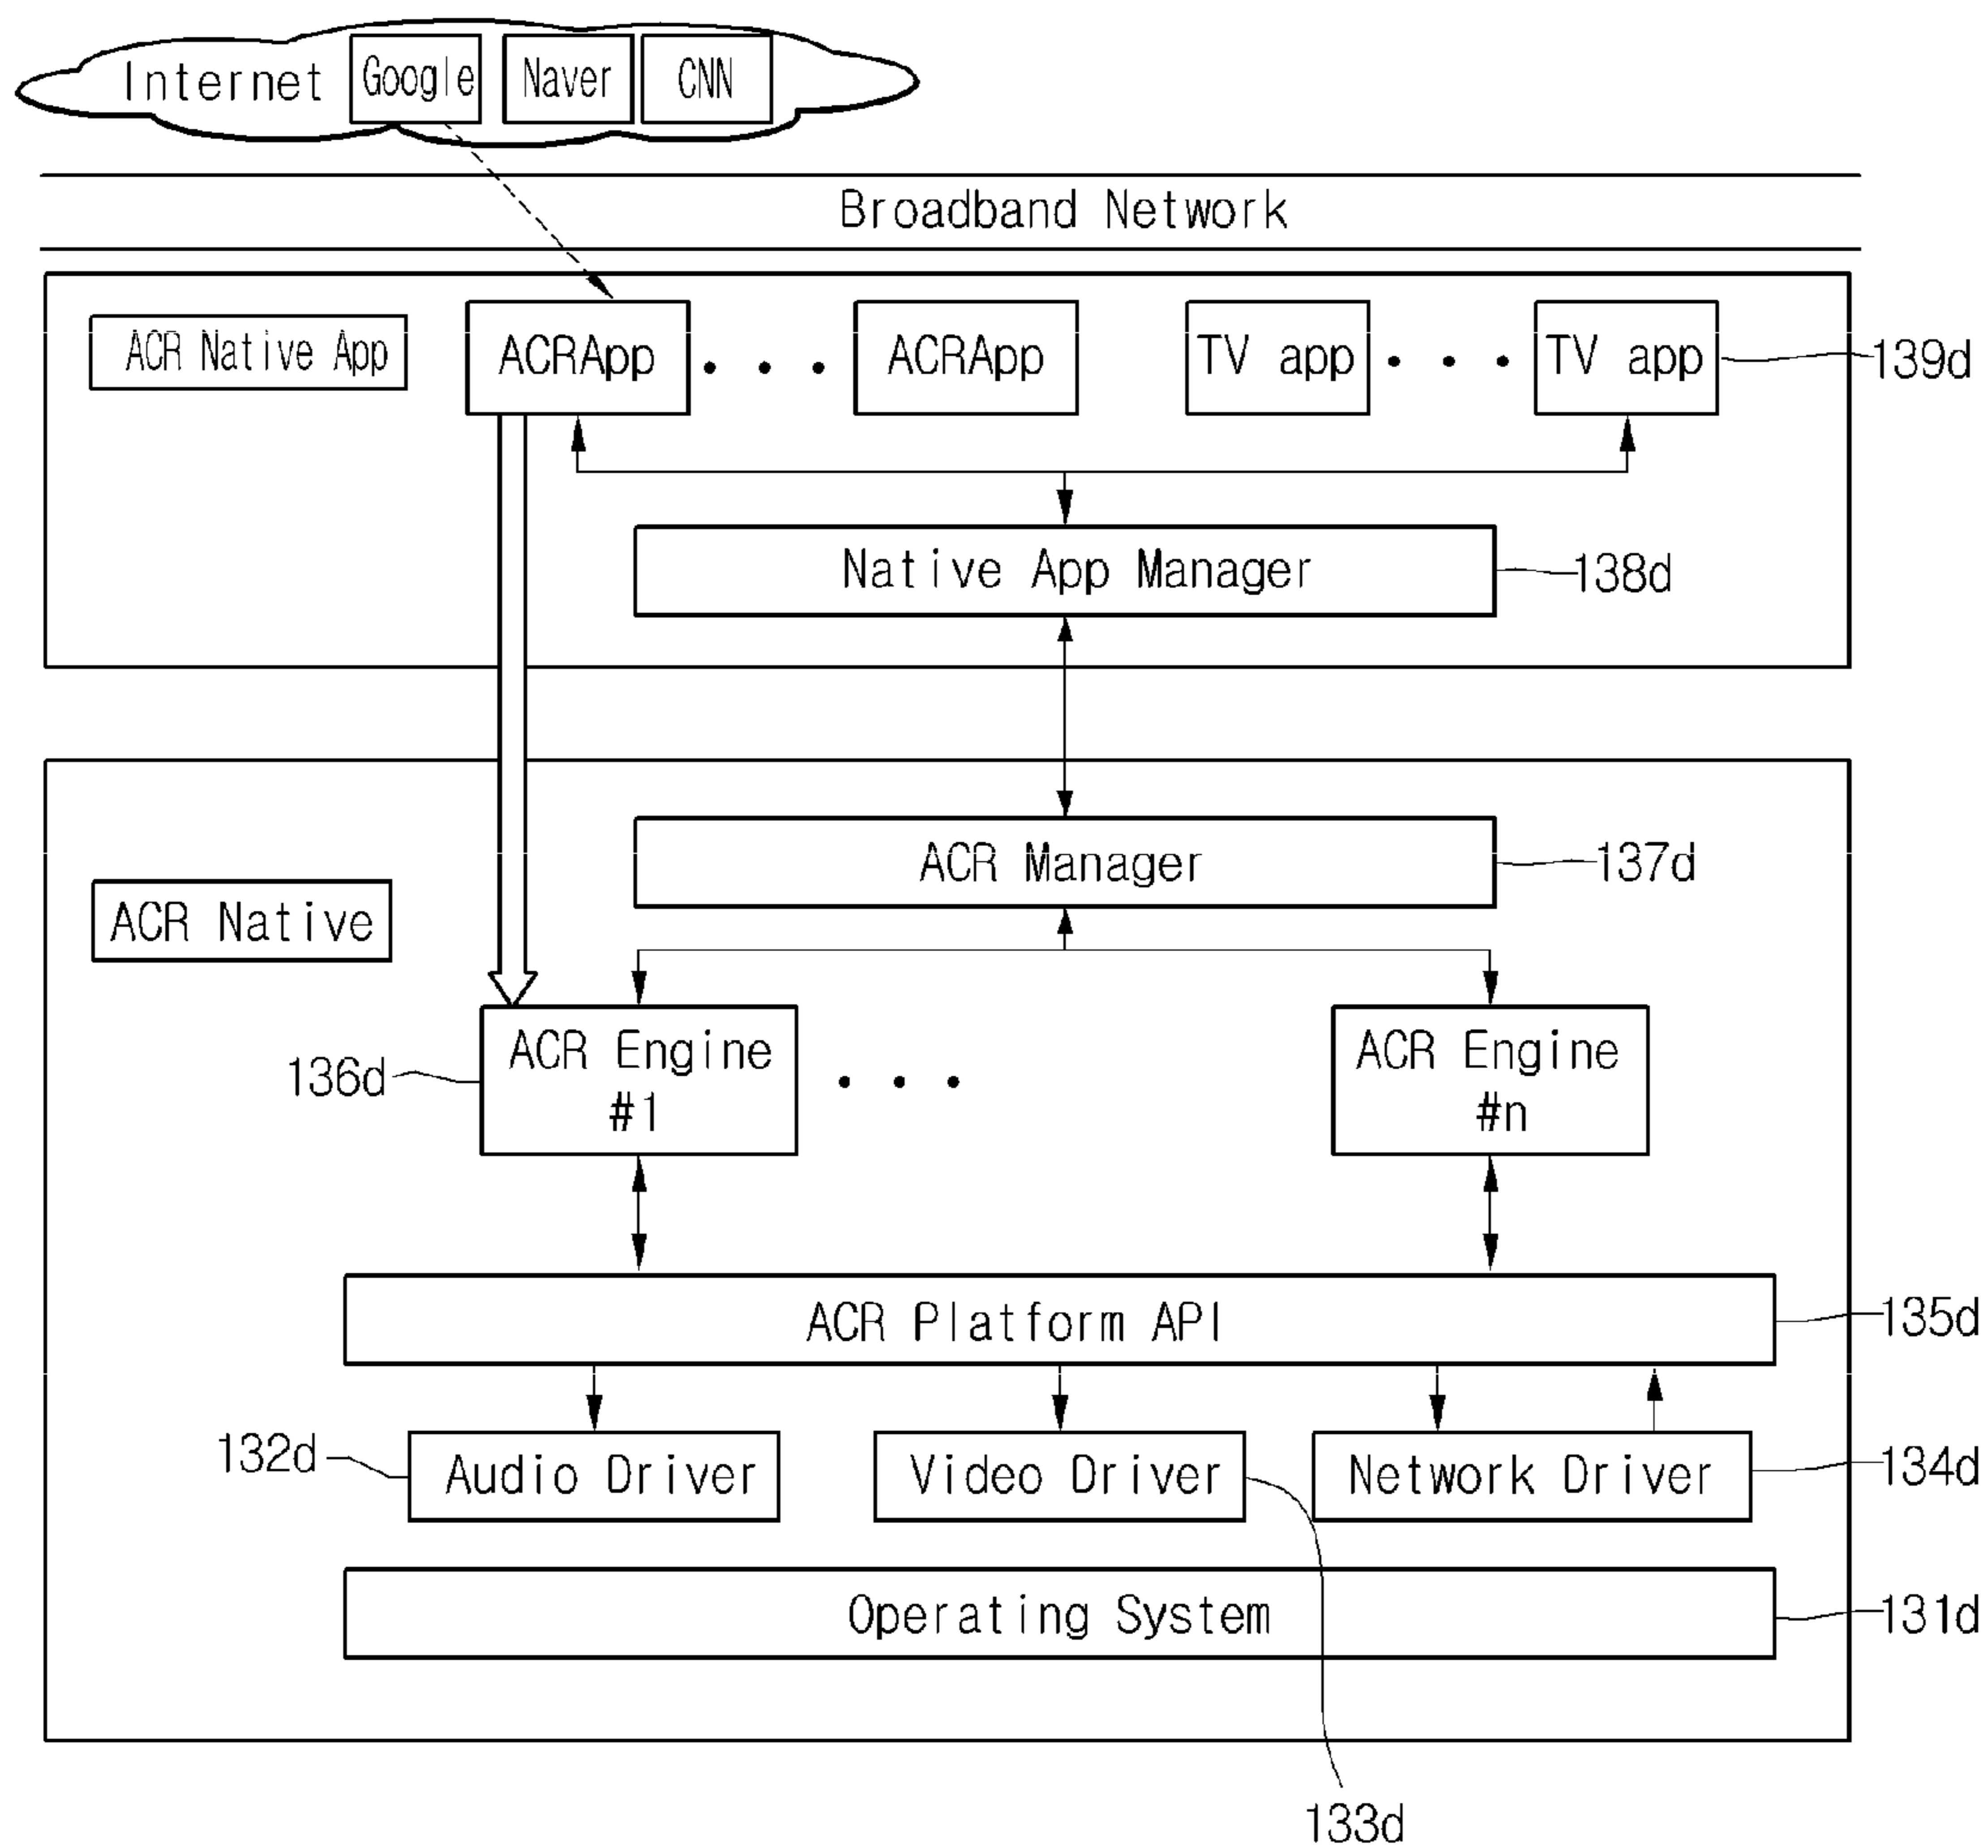 Internet Google Naver CNN
Broadband Network
ACR Native App ACRApp ACRApp TV app TV app 139d
Native App Manager 138d
ACR Manager 137d
ACR Native
136d ACR Engine #1
ACR Engine #n
ACR Platform API 135d
132d Audio Driver Video Driver Network Driver 134d
Operating System 131d
133d